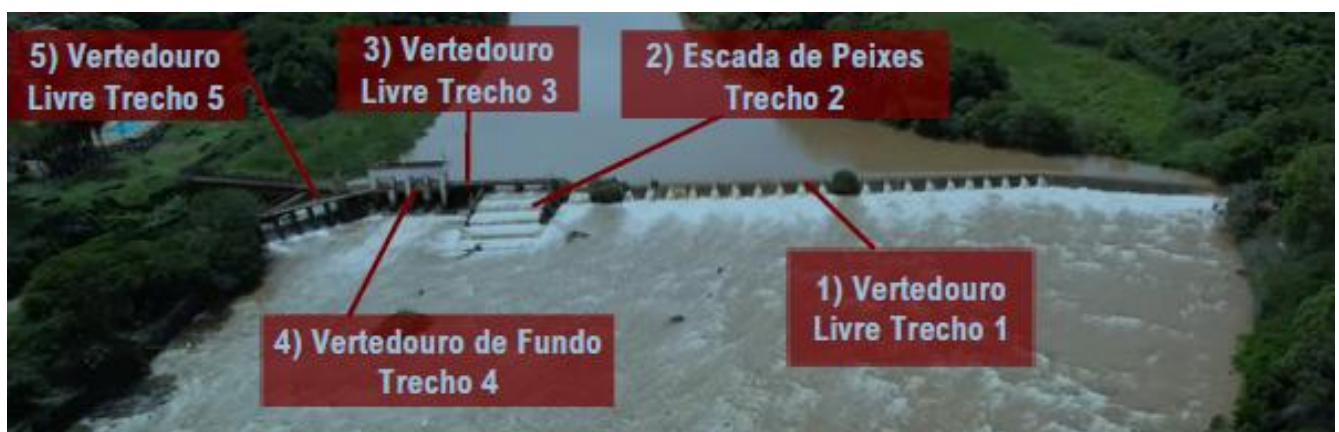 5) Vertedouro
Livre Trecho 5
3) Vertedouro
Livre Trecho 3
2) Escada de Peixes
Trecho 2
4) Vertedouro de Fundo
Trecho 4
1) Vertedouro
Livre Trecho 1